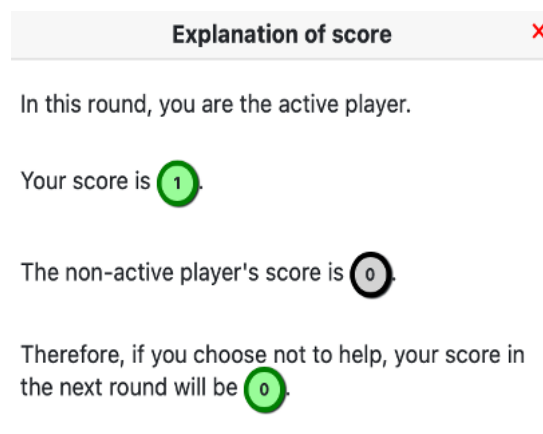 Explanation of score ×
In this round, you are the active player.
Your score is 1.
The non-active player's score is 0.
Therefore, if you choose not to help, your score in
the next round will be 0.